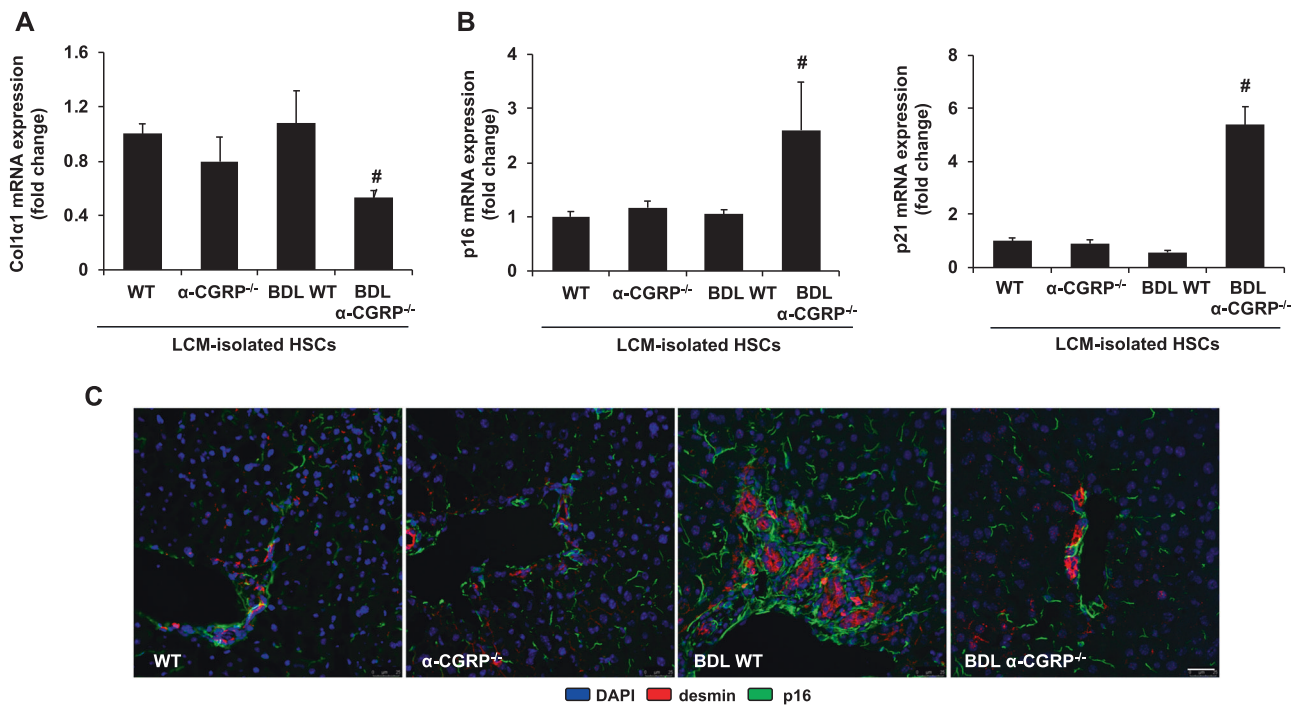 A
Col1α1 mRNA expression
(fold change)
1.6
1.2
0.8
0.4
0
#
WT
α-CGRP-/-
BDL WT
BDL
α-CGRP-/-
LCM-isolated HSCs
B
p16 mRNA expression
(fold change)
4
3
2
1
0
#
WT
α-CGRP-/-
BDL WT
BDL
α-CGRP-/-
LCM-isolated HSCs
p21 mRNA expression
(fold change)
8
6
4
2
0
#
WT
α-CGRP-/-
BDL WT
BDL
α-CGRP-/-
LCM-isolated HSCs
C
WT
α-CGRP-/-
BDL WT
BDL α-CGRP-/-
DAPI desmin p16